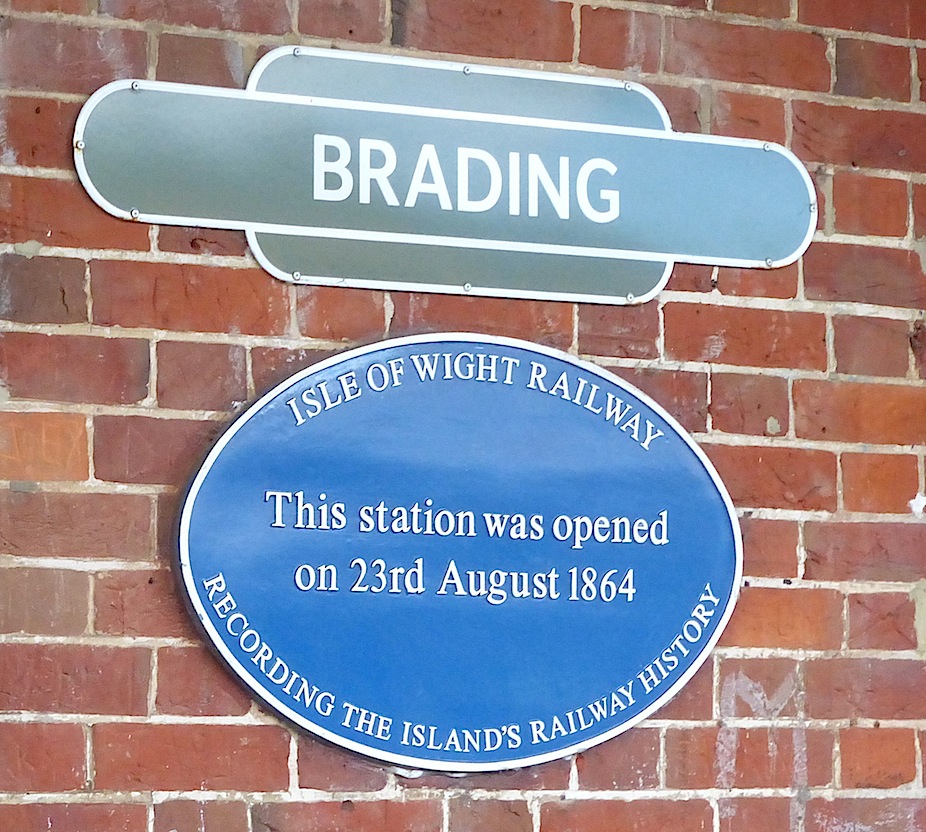 BRADING
ISLE OF WIGHT RAILWAY
This station was opened
on 23rd August 1864
RECORDING THE ISLAND'S RAILWAY HISTORY